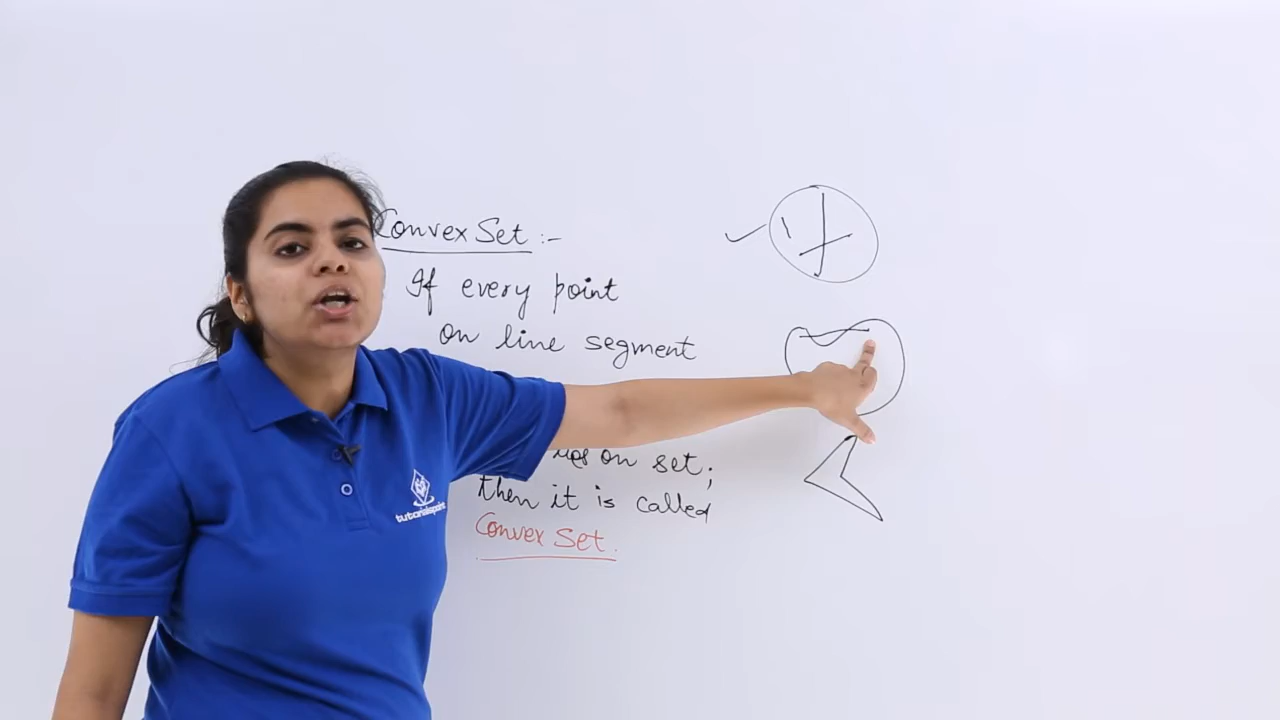 Convex Set :-
If every point
on line segment
on set;
then it is called
Convex Set.
tutorialspoint